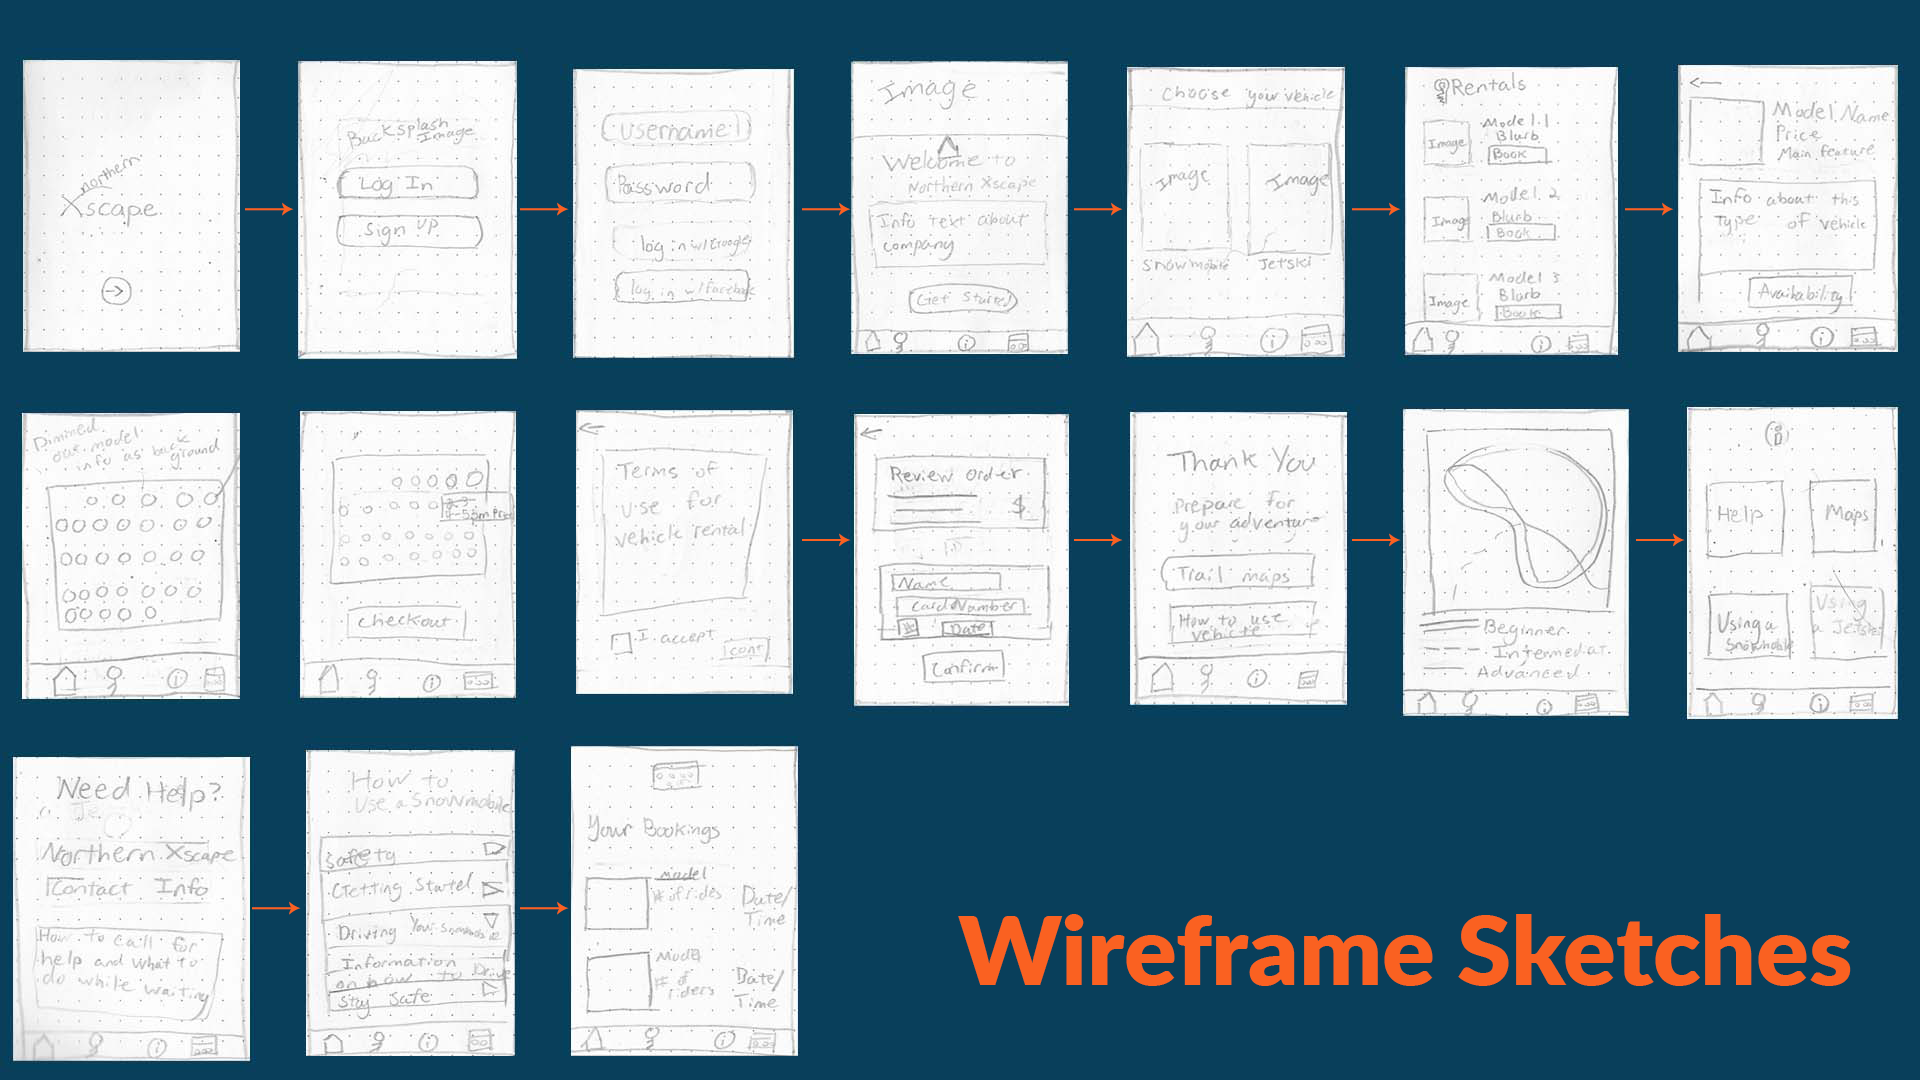 northern
Xscape
Backsplash
Image
Log In
Sign UP
Username
Password
log in w/Google
log in w/facebook
Image
Welcome to
Northern Xscape
Info text about
company
Get Started
Choose your vehicle
Image
Image
Snowmobile
Jetski
Rentals
Image
Model 1
Blurb
Book
Image
Model 2
Blurb
Book
Image
Model 3
Blurb
Book
Model Name
Price
Main feature
Info about this
Type of vehicle
Availability
Dimmed
out model
info as back
ground
checkout
Terms of
use for
vehicle rental
I accept
cont
Review order
$
Name
Card Number
Date
Confirm
Thank You
Prepare for
your adventure
Trail maps
How to use
vehicle
Beginner
Intermediat.
Advanced
i
Help
Maps
Using a
Snowmobile
Using
a Jetski
Need Help?
Northern Xscape
Contact Info
How to call for
help and what to
do while waiting
How to
Use a Snowmobile
Safety
Getting Started
Driving Your Snowmobile
Information
on how to Drive
Stay Safe
Your Bookings
model
# of rides
Date/
Time
Model
# of
riders
Date/
Time
Wireframe Sketches